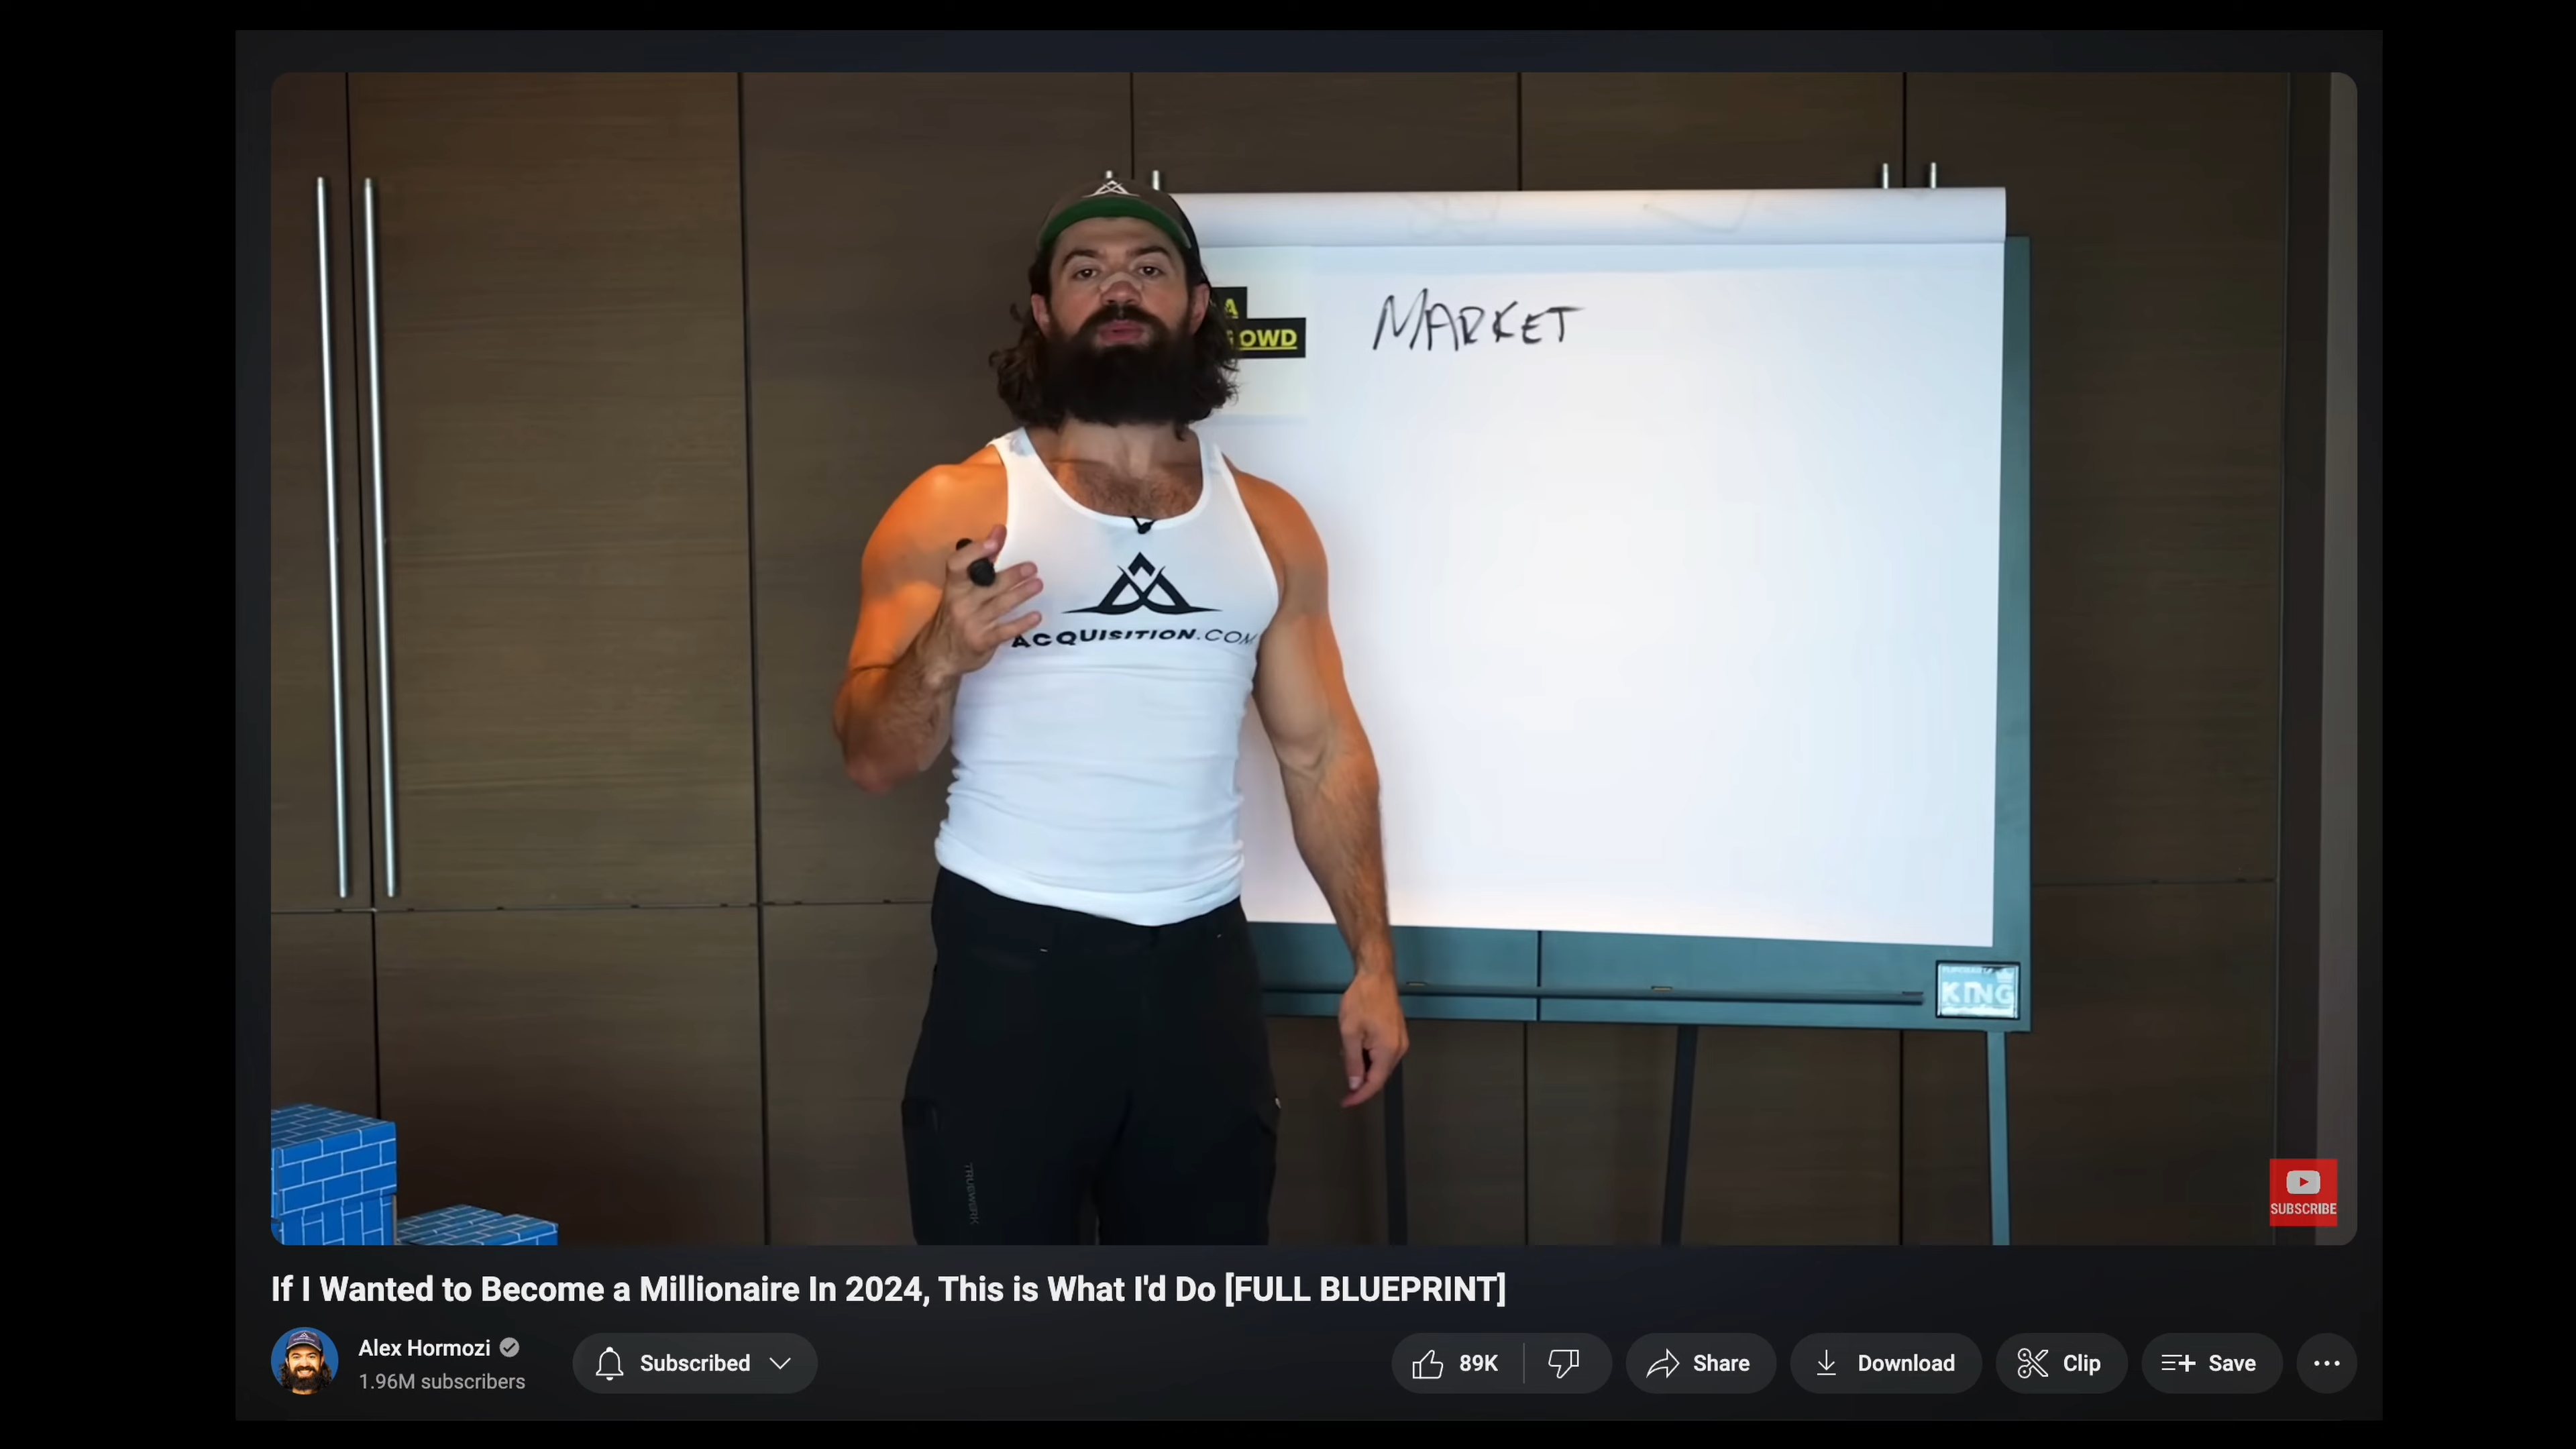 A
OWD
MARKET
ACQUISITION.COM
KING
TRUEWERK
SUBSCRIBE
If I Wanted to Become a Millionaire In 2024, This is What I'd Do [FULL BLUEPRINT]
Alex Hormozi
1.96M subscribers
Subscribed
89K
Share
Download
Clip
Save